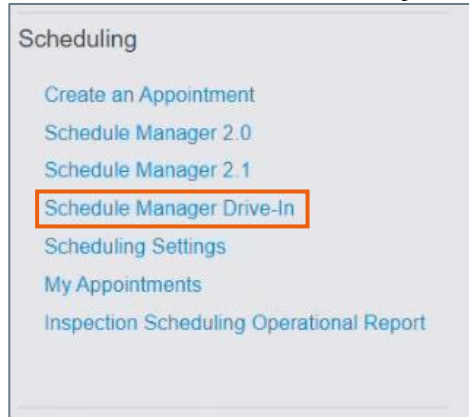 Scheduling
Create an Appointment
Schedule Manager 2.0
Schedule Manager 2.1
Schedule Manager Drive-In
Scheduling Settings
My Appointments
Inspection Scheduling Operational Report